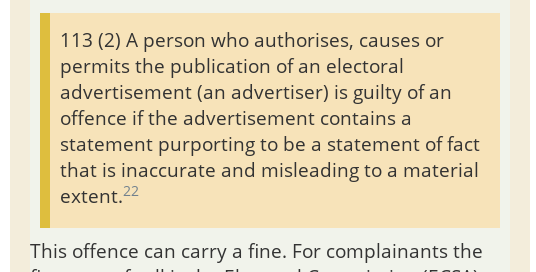 113 (2) A person who authorises, causes or
permits the publication of an electoral
advertisement (an advertiser) is guilty of an
offence if the advertisement contains a
statement purporting to be a statement of fact
that is inaccurate and misleading to a material
extent.22
This offence can carry a fine. For complainants the